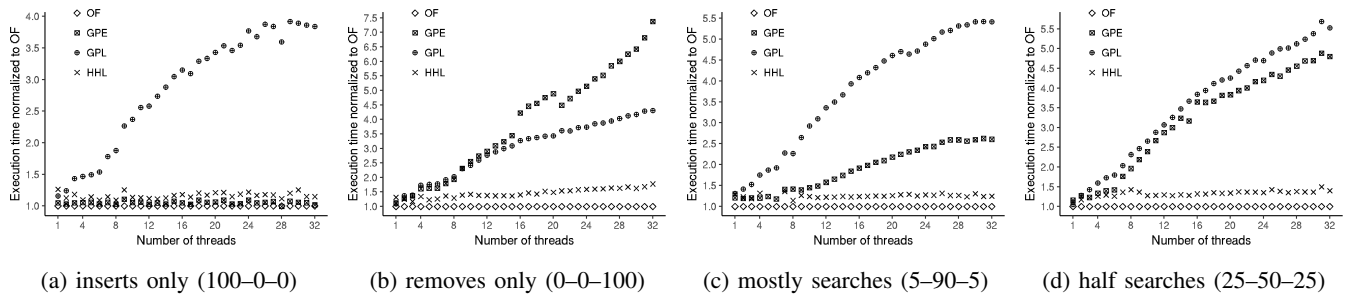 Execution time normalized to OF
4.0
3.5
3.0
2.5
2.0
1.5
1.0
OF
GPE
GPL
HHL
1 4 8 12 16 20 24 28 32
Number of threads
(a) inserts only (100–0–0)
Execution time normalized to OF
7.5
7.0
6.5
6.0
5.5
5.0
4.5
4.0
3.5
3.0
2.5
2.0
1.5
1.0
OF
GPE
GPL
HHL
1 4 8 12 16 20 24 28 32
Number of threads
(b) removes only (0–0–100)
Execution time normalized to OF
5.5
5.0
4.5
4.0
3.5
3.0
2.5
2.0
1.5
1.0
OF
GPE
GPL
HHL
1 4 8 12 16 20 24 28 32
Number of threads
(c) mostly searches (5–90–5)
Execution time normalized to OF
5.5
5.0
4.5
4.0
3.5
3.0
2.5
2.0
1.5
1.0
OF
GPE
GPL
HHL
1 4 8 12 16 20 24 28 32
Number of threads
(d) half searches (25–50–25)